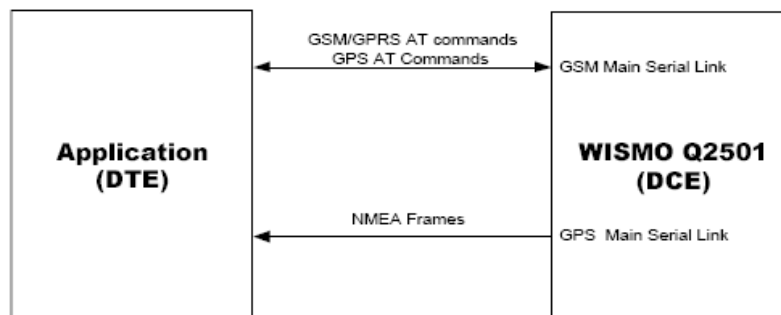 GSM/GPRS AT commands
GPS AT Commands
GSM Main Serial Link
Application
(DTE)
WISMO Q2501
(DCE)
NMEA Frames
GPS Main Serial Link